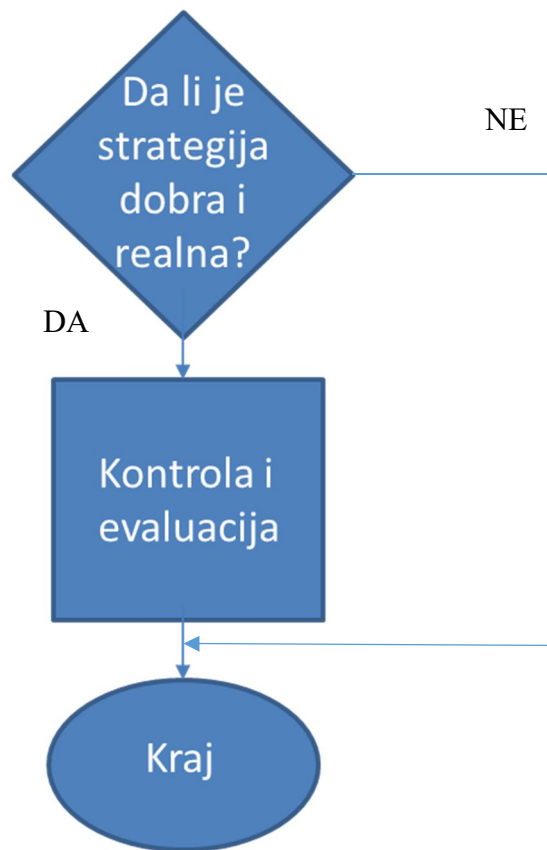 Da li je
strategija
dobra i
realna?
NE
DA
Kontrola i
evaluacija
Kraj